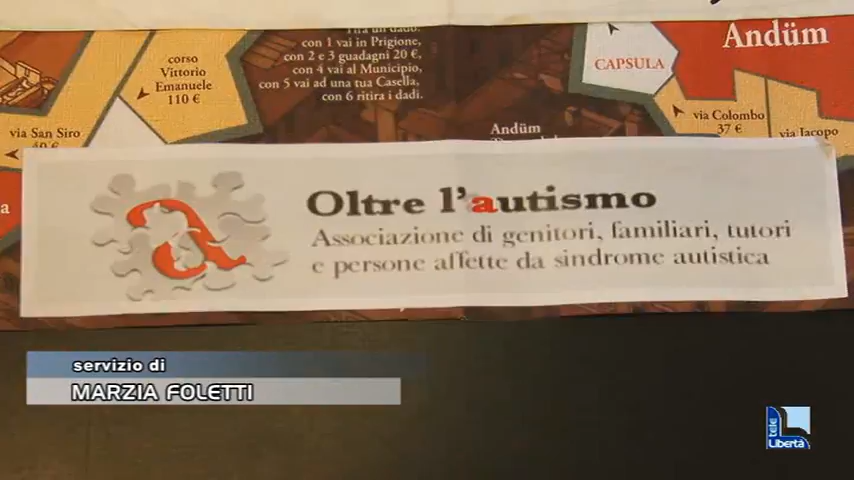 Tira un dado:
con 1 vai in Prigione,
con 2 e 3 guadagni 20 €,
con 4 vai al Municipio,
con 5 vai ad una tua Casella,
con 6 ritira i dadi.
corso
Vittorio
Emanuele
110 €
via San Siro
CAPSULA
Andüm
via Colombo
37 €
via Jacopo
Andüm
a
Oltre l'autismo
Associazione di genitori, familiari, tutori
e persone affette da sindrome autistica
servizio di
MARZIA FOLETTI
tele
Libertà